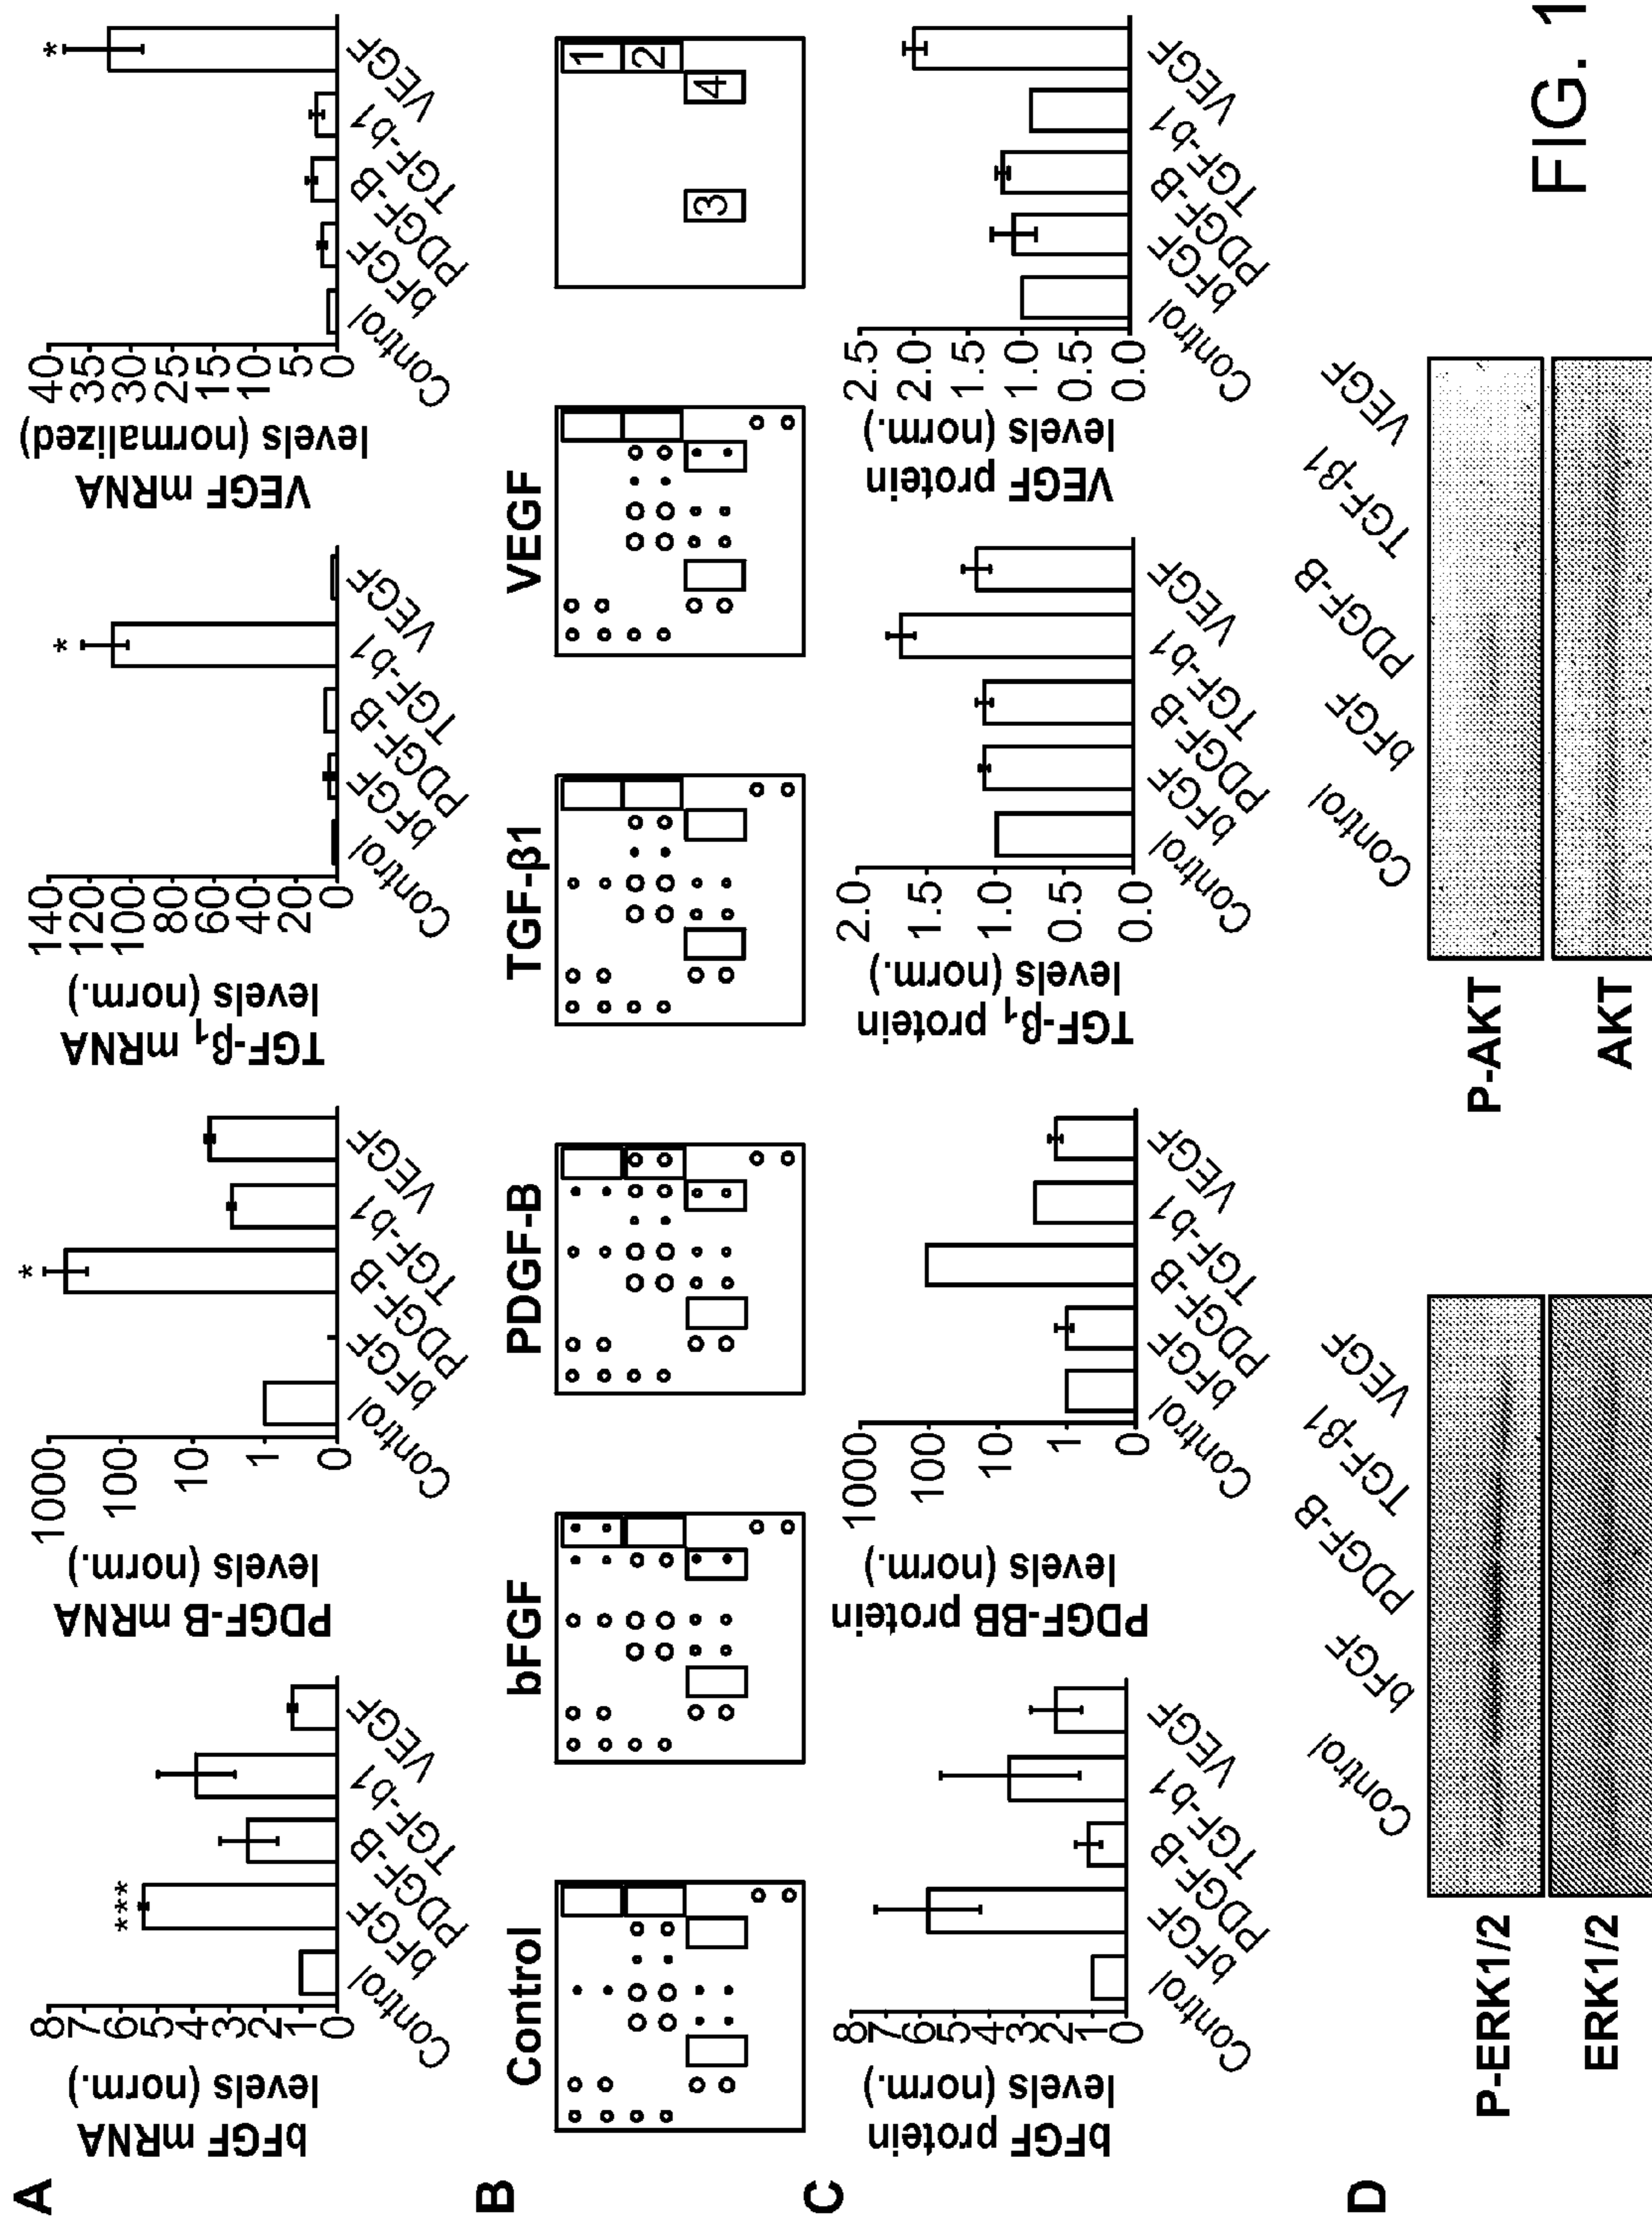 A
bFGF mRNA
levels (norm.)
8
7
6
5
4
3
2
1
0
***
Control
bFGF
PDGF-B
TGF-b1
VEGF
PDGF-B mRNA
levels (norm.)
1000
100
10
1
0
*
Control
bFGF
PDGF-B
TGF-b1
VEGF
TGF-β1 mRNA
levels (norm.)
140
120
100
80
60
40
20
0
*
Control
bFGF
PDGF-B
TGF-b1
VEGF
VEGF mRNA
levels (normalized)
40
35
30
25
20
15
10
5
0
*
Control
bFGF
PDGF-B
TGF-b1
VEGF
B
Control
bFGF
PDGF-B
TGF-β1
VEGF
1
2
3
4
C
bFGF protein
levels (norm.)
8
7
6
5
4
3
2
1
0
Control
bFGF
PDGF-B
TGF-b1
VEGF
PDGF-BB protein
levels (norm.)
1000
100
10
1
0
Control
bFGF
PDGF-B
TGF-b1
VEGF
TGF-β1 protein
levels (norm.)
2.0
1.5
1.0
0.5
0.0
Control
bFGF
PDGF-B
TGF-b1
VEGF
VEGF protein
levels (norm.)
2.5
2.0
1.5
1.0
0.5
0.0
Control
bFGF
PDGF-B
TGF-b1
VEGF
D
Control
bFGF
PDGF-B
TGF-β1
VEGF
P-ERK1/2
ERK1/2
Control
bFGF
PDGF-B
TGF-β1
VEGF
P-AKT
AKT
FIG. 1